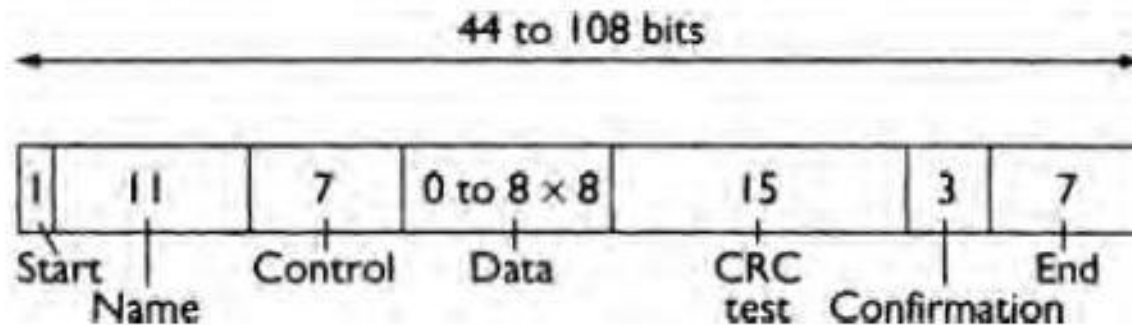 44 to 108 bits
1 11 7 0 to 8 × 8 15 3 7
Start Control Data CRC End
Name test Confirmation